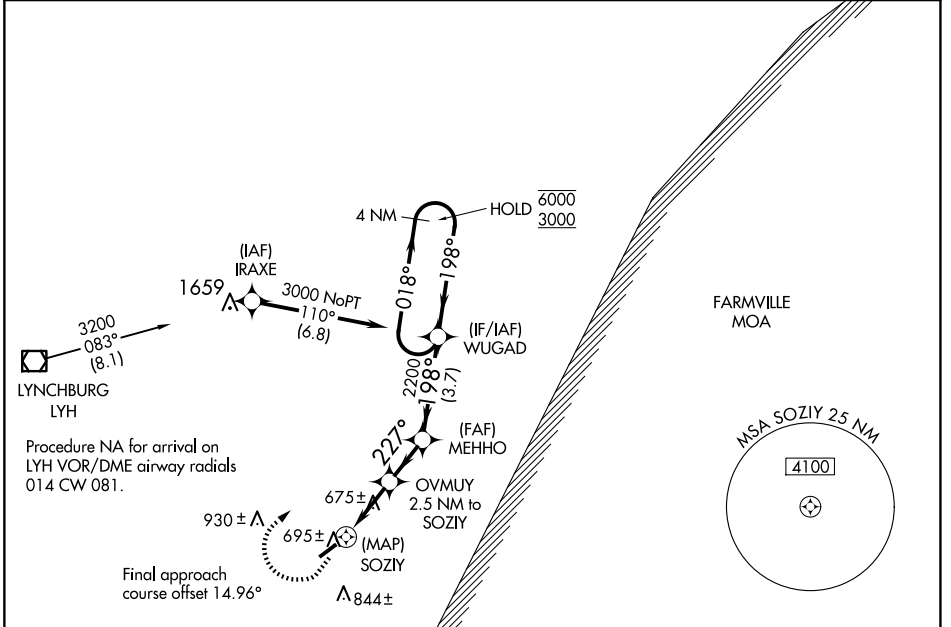 4 NM
HOLD
6000
3000
018°
198°
(IAF)
IRAXE
1659
3000 NoPT
110°
(6.8)
3200
083°
(8.1)
LYNCHBURG
LYH
(IF/IAF)
WUGAD
2200
198°
(3.7)
FARMVILLE
MOA
Procedure NA for arrival on
LYH VOR/DME airway radials
014 CW 081.
227°
(FAF)
MEHHO
OVMUY
2.5 NM to
SOZIY
675±
930±
695±
(MAP)
SOZIY
Final approach
course offset 14.96°
844±
MSA SOZIY 25 NM
4100